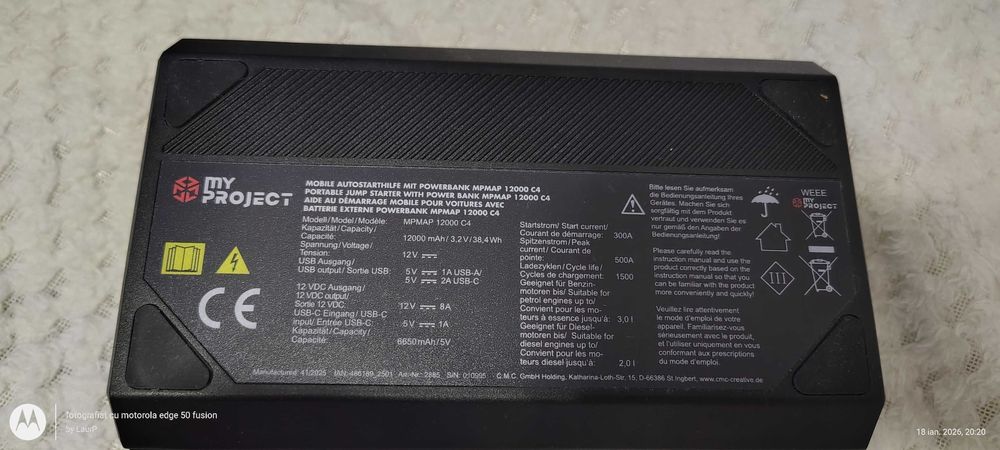 MY
PROJECT
MOBILE AUTOSTARTHILFE MIT POWERBANK MPMAP 12000 C4
PORTABLE JUMP STARTER WITH POWER BANK MPMAP 12000 C4
AIDE AU DÉMARRAGE MOBILE POUR VOITURES AVEC
BATTERIE EXTERNE POWERBANK MPMAP 12000 C4
Modell/Model/Modèle: MPMAP 12000 C4
Kapazität/Capacity/
Capacité: 12000 mAh/3,2V/38,4Wh
Spannung/Voltage/
Tension: 12V
USB Ausgang/
USB output/Sortie USB: 5V 1A USB-A/
5V 2A USB-C
12 VDC Ausgang/
12 VDC output/
Sortie 12 VDC: 12V 8A
USB-C Eingang/USB-C
input/Entrée USB-C: 5V 1A
Kapazität/Capacity/
Capacité: 6650mAh/5V
Startstrom/Start current/
Courant de démarrage: 300A
Spitzenstrom/Peak
current/Courant de
pointe: 500A
Ladezyklen/Cycle life/
Cycles de chargement: 1500
Geeignet für Benzin-
motoren bis/Suitable for
petrol engines up to/
Convient pour les mo-
teurs à essence jusqu'à: 3,0 l
Geeignet für Diesel-
motoren bis/ Suitable for
diesel engines up to/
Convient pour les mo-
teurs diesel jusqu'à: 2,0 l
Bitte lesen Sie aufmerksam
die Bedienungsanleitung Ihres
Gerätes. Machen Sie sich
sorgfältig mit dem Produkt
vertraut und verwenden Sie es
nur gemäß den Angaben der
Bedienungsanleitung!
Please carefully read the
instruction manual and use the
product correctly based on the
instruction manual so that you
can be familiar with the product
more conveniently and quickly!
Veuillez lire attentivement
le mode d'emploi de votre
appareil. Familiarisez-vous
sérieusement avec le produit,
et l'utiliser uniquement en vous
conformant aux prescriptions
du mode d'emploi.
WEEE
MY
PROJECT
III
CE
Manufactured: 41/2025 IAN: 486189_2501 Art.-Nr.: 2885 S/N: 010995 C.M.C. GmbH Holding, Katharina-Loth-Str. 15, D-66386 St.Ingbert, www.cmc-creative.de
fotografiat cu motorola edge 50 fusion
by LaurP
18 ian. 2026, 20:20